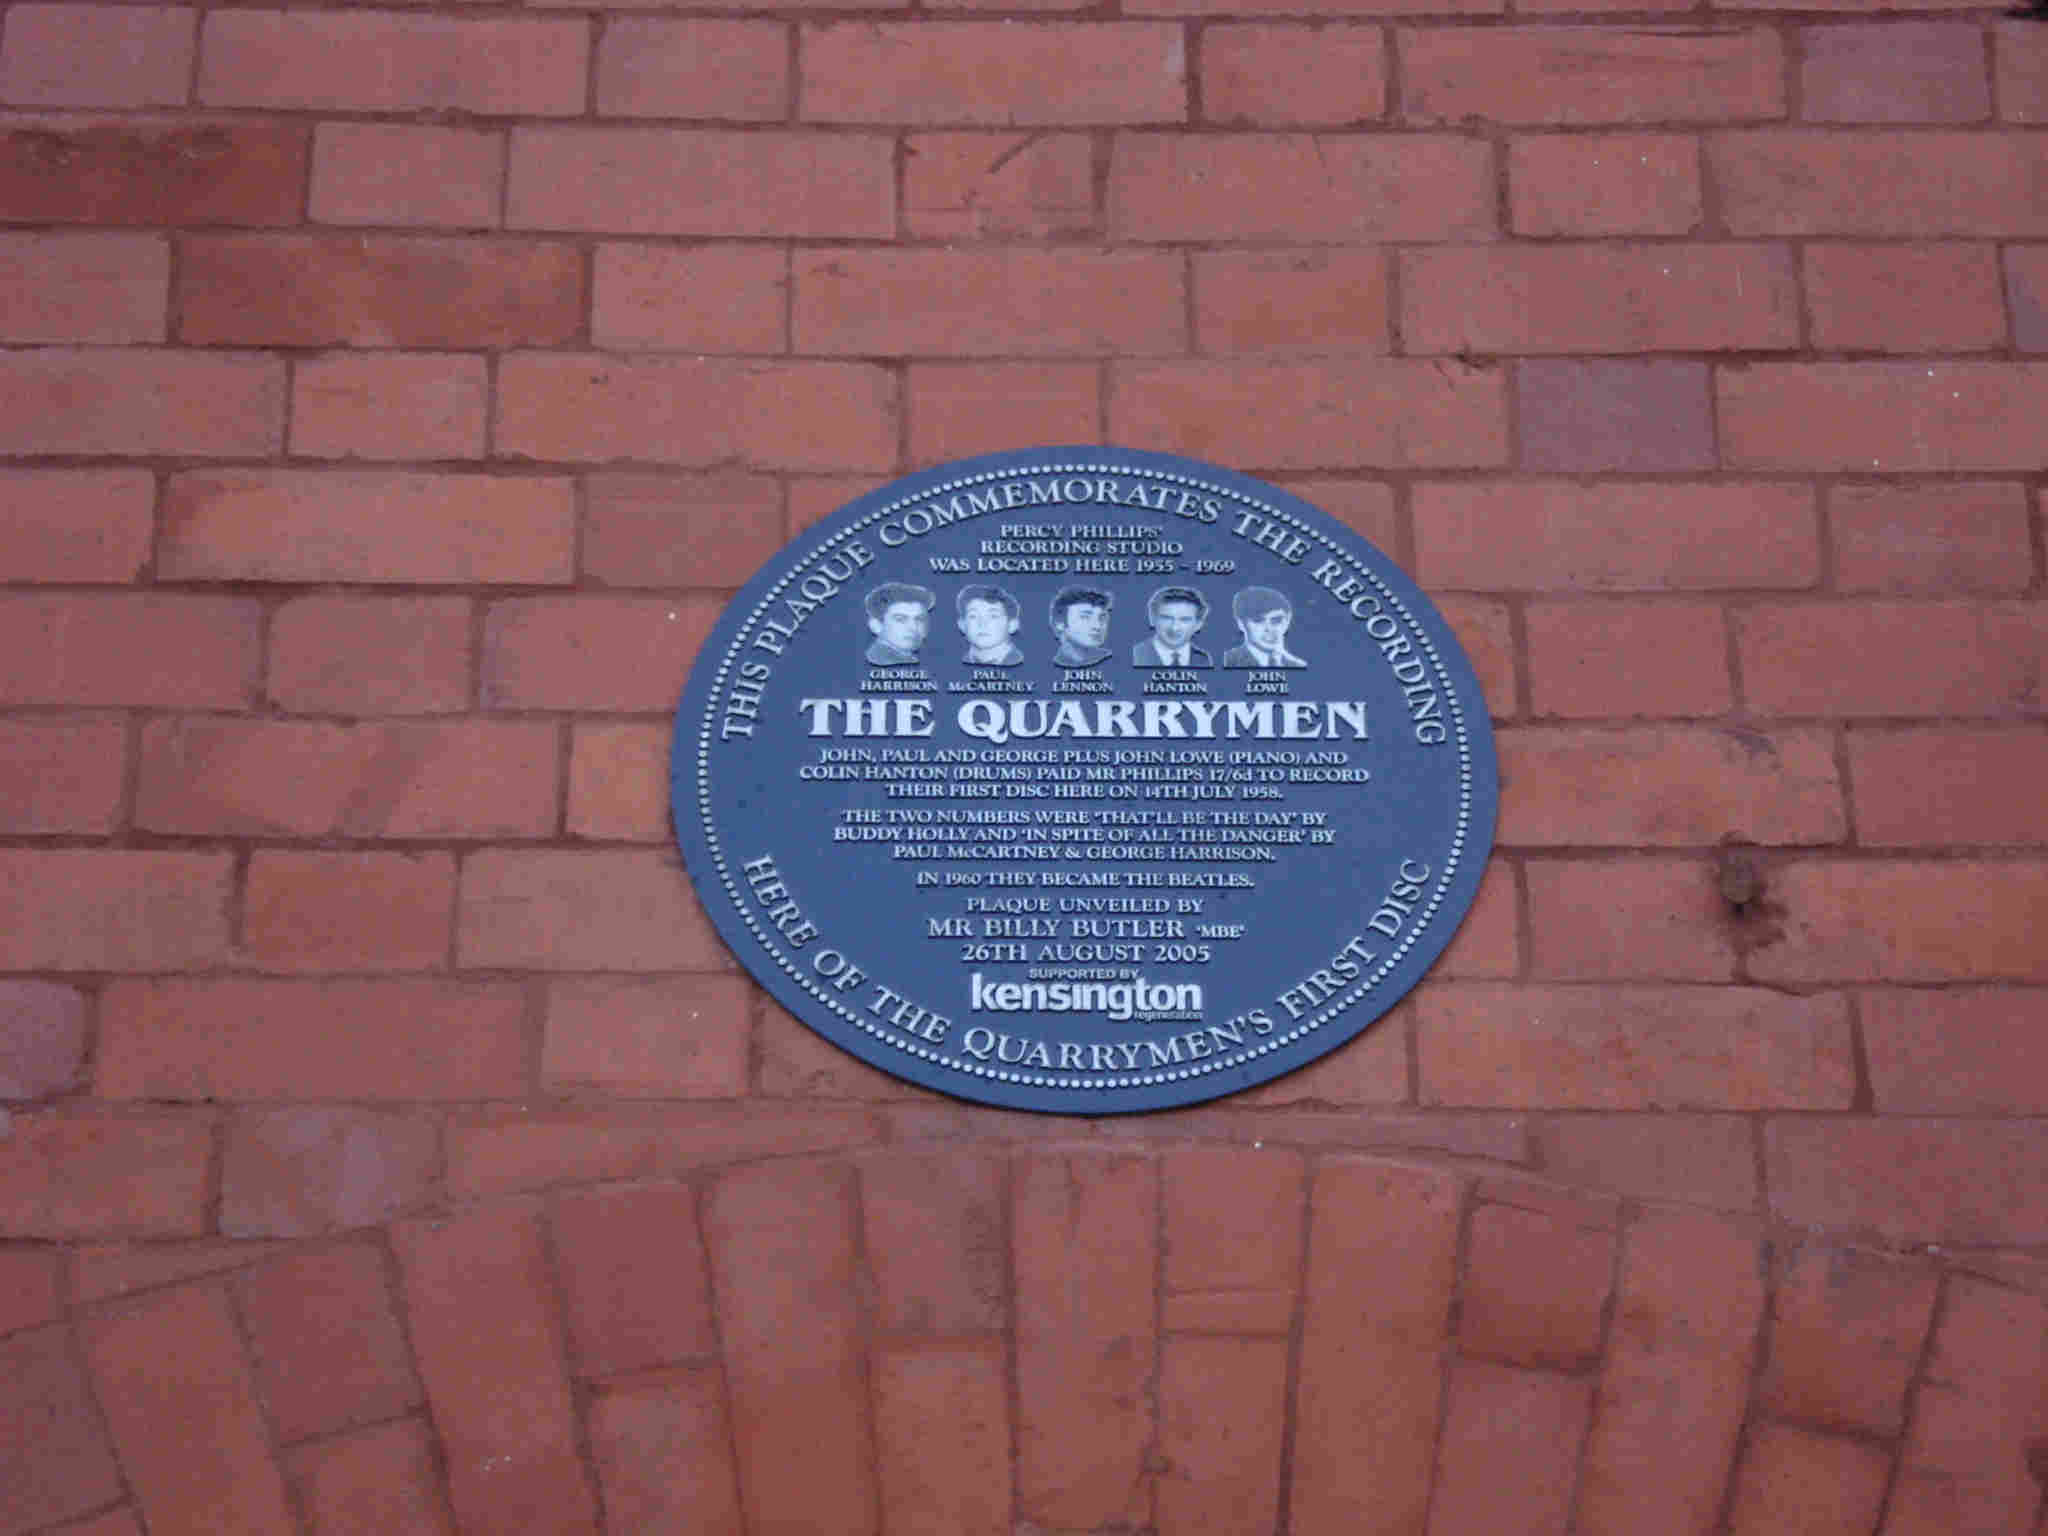 THIS PLAQUE COMMEMORATES THE RECORDING
PERCY PHILLIPS'
RECORDING STUDIO
WAS LOCATED HERE 1955 - 1969
GEORGE HARRISON
PAUL McCARTNEY
JOHN LENNON
COLIN HANTON
JOHN LOWE
THE QUARRYMEN
JOHN, PAUL AND GEORGE PLUS JOHN LOWE (PIANO) AND
COLIN HANTON (DRUMS) PAID MR PHILLIPS 17/6d TO RECORD
THEIR FIRST DISC HERE ON 14TH JULY 1958.
THE TWO NUMBERS WERE 'THAT'LL BE THE DAY' BY
BUDDY HOLLY AND 'IN SPITE OF ALL THE DANGER' BY
PAUL McCARTNEY & GEORGE HARRISON.
IN 1960 THEY BECAME THE BEATLES.
PLAQUE UNVEILED BY
MR BILLY BUTLER 'MBE'
26TH AUGUST 2005
SUPPORTED BY
kensington
regeneration
HERE OF THE QUARRYMEN'S FIRST DISC